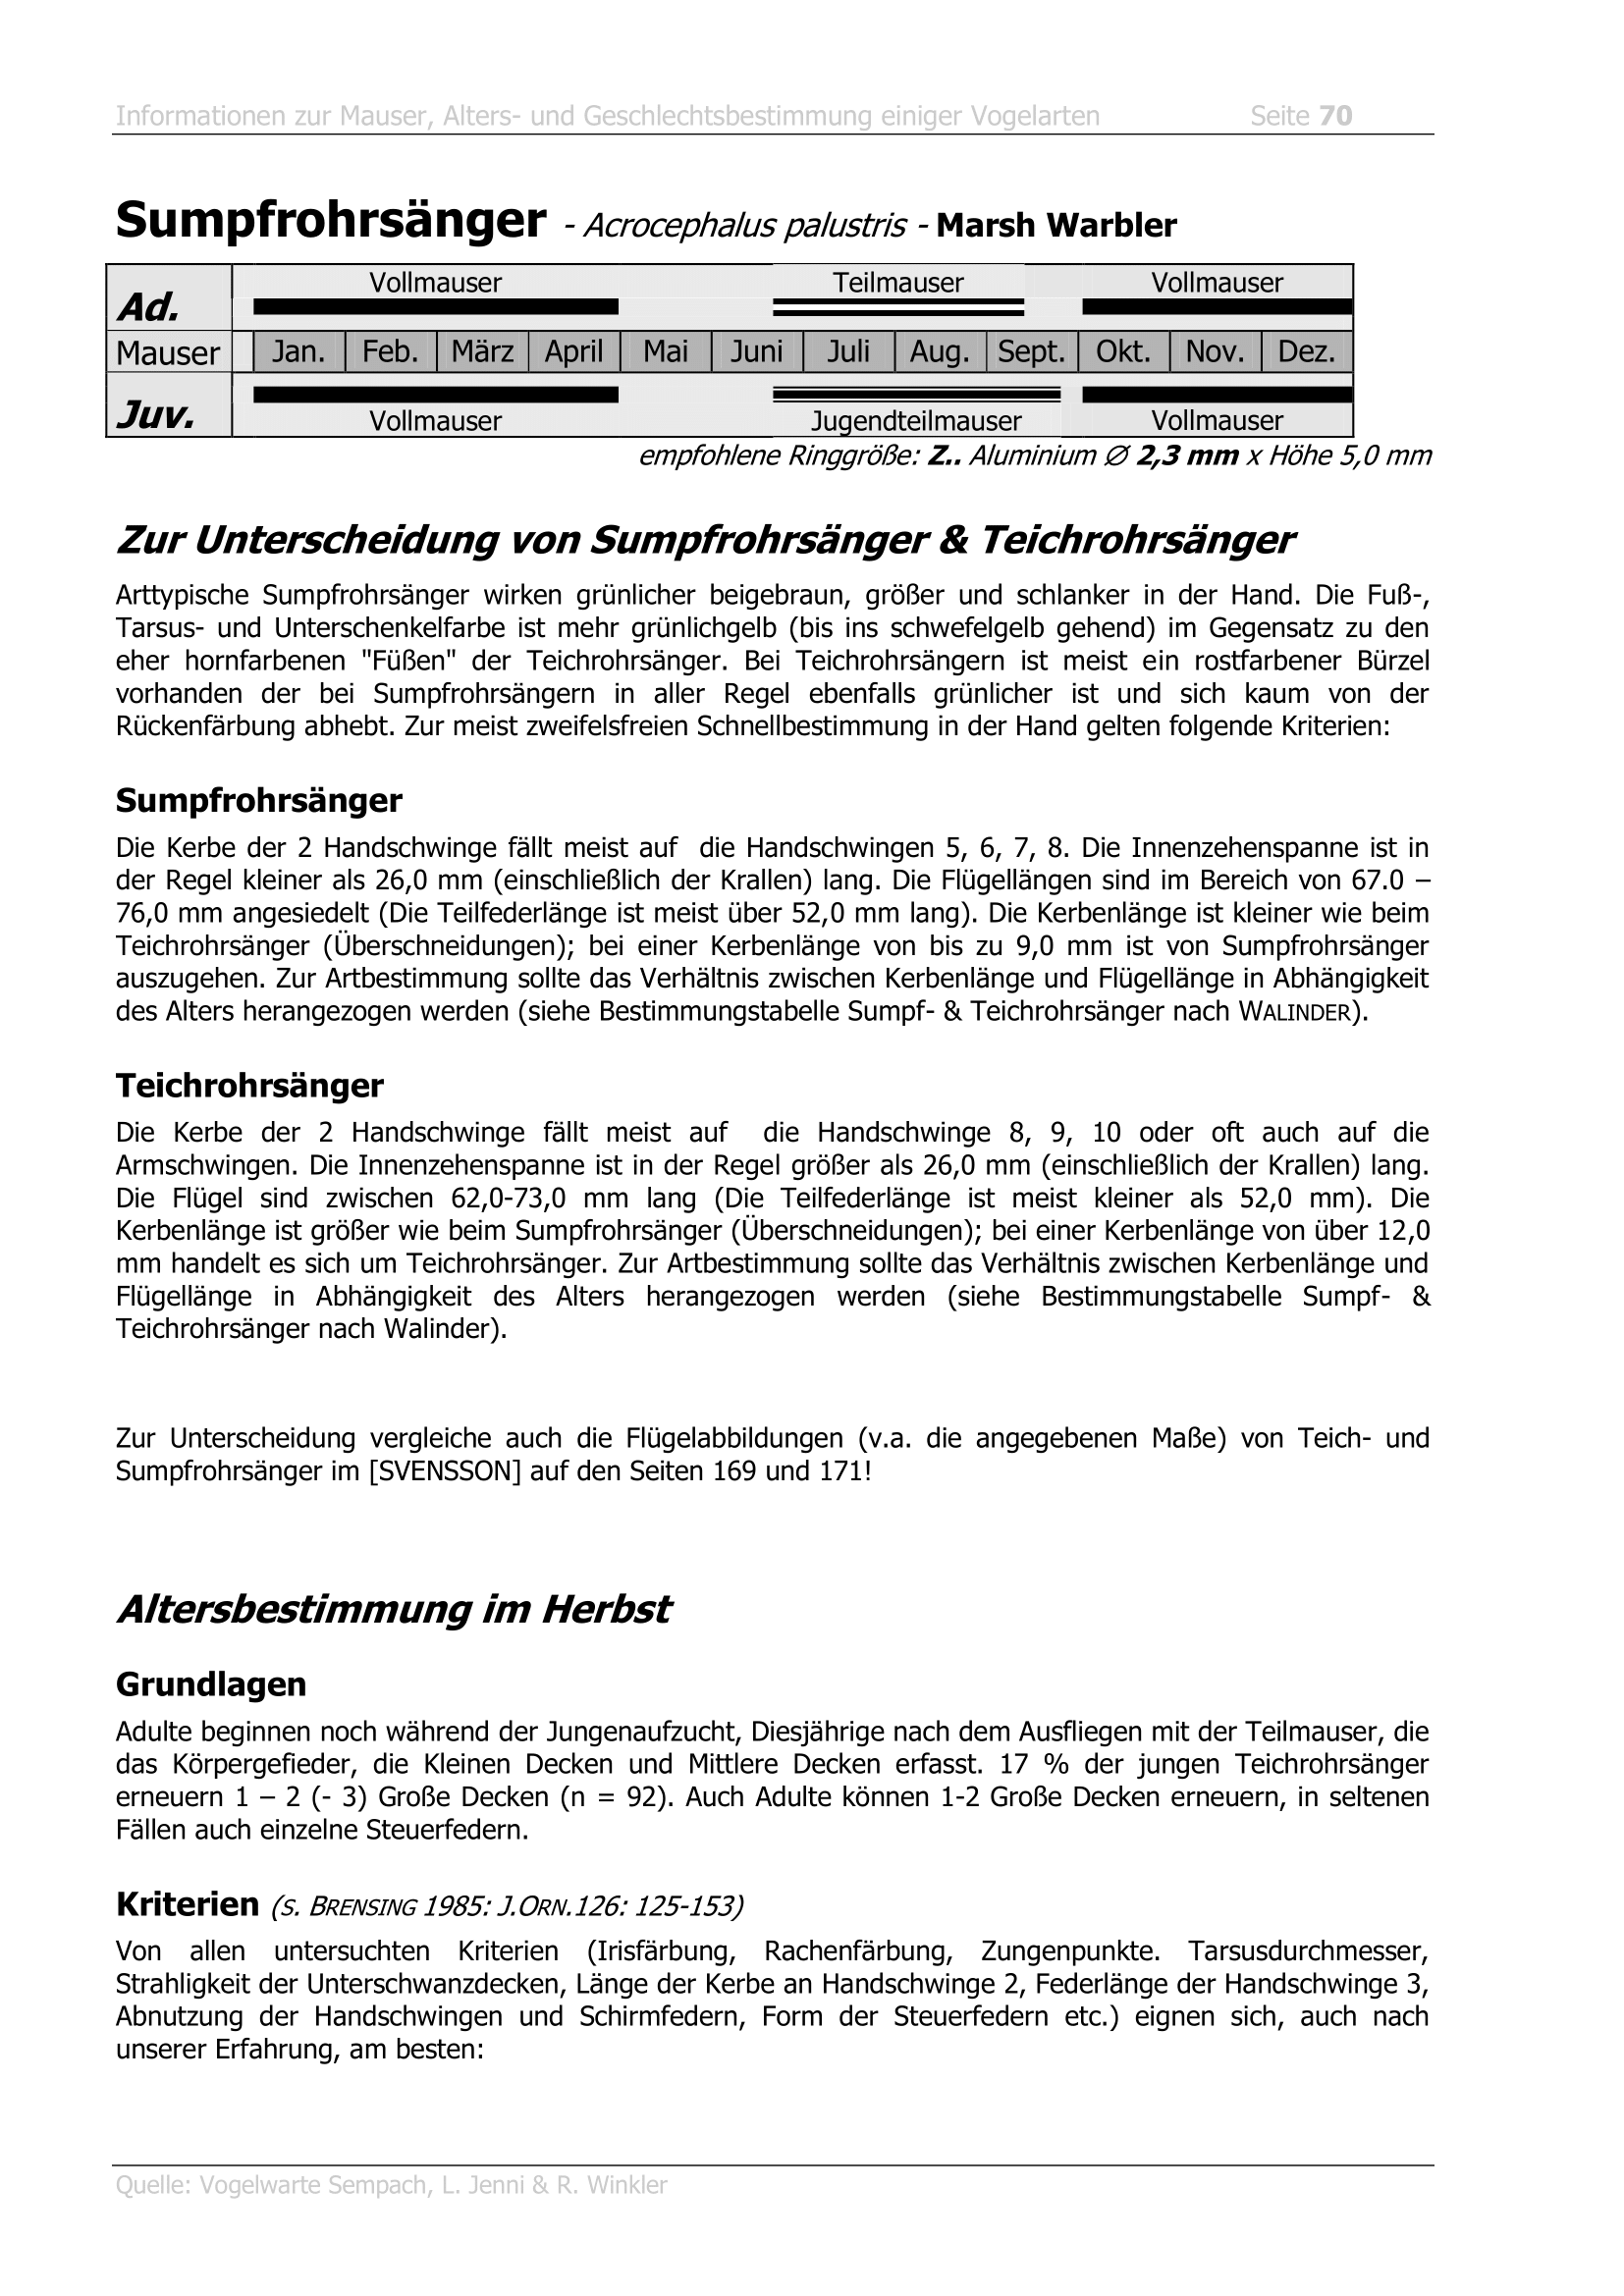 Informationen zur Mauser, Alters- und Geschlechtsbestimmung einiger Vogelarten Seite 70
Sumpfrohrsänger - Acrocephalus palustris - Marsh Warbler
Vollmauser Teilmauser Vollmauser
Ad.
Mauser Jan. Feb. März April Mai Juni Juli Aug. Sept. Okt. Nov. Dez.
Juv.
Vollmauser Jugendteilmauser Vollmauser
empfohlene Ringgröße: Z.. Aluminium ∅ 2,3 mm x Höhe 5,0 mm
Zur Unterscheidung von Sumpfrohrsänger & Teichrohrsänger
Arttypische Sumpfrohrsänger wirken grünlicher beigebraun, größer und schlanker in der Hand. Die Fuß-,
Tarsus- und Unterschenkelfarbe ist mehr grünlichgelb (bis ins schwefelgelb gehend) im Gegensatz zu den
eher hornfarbenen "Füßen" der Teichrohrsänger. Bei Teichrohrsängern ist meist ein rostfarbener Bürzel
vorhanden der bei Sumpfrohrsängern in aller Regel ebenfalls grünlicher ist und sich kaum von der
Rückenfärbung abhebt. Zur meist zweifelsfreien Schnellbestimmung in der Hand gelten folgende Kriterien:
Sumpfrohrsänger
Die Kerbe der 2 Handschwinge fällt meist auf die Handschwingen 5, 6, 7, 8. Die Innenzehenspanne ist in
der Regel kleiner als 26,0 mm (einschließlich der Krallen) lang. Die Flügellängen sind im Bereich von 67.0 –
76,0 mm angesiedelt (Die Teilfederlänge ist meist über 52,0 mm lang). Die Kerbenlänge ist kleiner wie beim
Teichrohrsänger (Überschneidungen); bei einer Kerbenlänge von bis zu 9,0 mm ist von Sumpfrohrsänger
auszugehen. Zur Artbestimmung sollte das Verhältnis zwischen Kerbenlänge und Flügellänge in Abhängigkeit
des Alters herangezogen werden (siehe Bestimmungstabelle Sumpf- & Teichrohrsänger nach WALINDER).
Teichrohrsänger
Die Kerbe der 2 Handschwinge fällt meist auf die Handschwinge 8, 9, 10 oder oft auch auf die
Armschwingen. Die Innenzehenspanne ist in der Regel größer als 26,0 mm (einschließlich der Krallen) lang.
Die Flügel sind zwischen 62,0-73,0 mm lang (Die Teilfederlänge ist meist kleiner als 52,0 mm). Die
Kerbenlänge ist größer wie beim Sumpfrohrsänger (Überschneidungen); bei einer Kerbenlänge von über 12,0
mm handelt es sich um Teichrohrsänger. Zur Artbestimmung sollte das Verhältnis zwischen Kerbenlänge und
Flügellänge in Abhängigkeit des Alters herangezogen werden (siehe Bestimmungstabelle Sumpf- &
Teichrohrsänger nach Walinder).
Zur Unterscheidung vergleiche auch die Flügelabbildungen (v.a. die angegebenen Maße) von Teich- und
Sumpfrohrsänger im [SVENSSON] auf den Seiten 169 und 171!
Altersbestimmung im Herbst
Grundlagen
Adulte beginnen noch während der Jungenaufzucht, Diesjährige nach dem Ausfliegen mit der Teilmauser, die
das Körpergefieder, die Kleinen Decken und Mittlere Decken erfasst. 17 % der jungen Teichrohrsänger
erneuern 1 – 2 (- 3) Große Decken (n = 92). Auch Adulte können 1-2 Große Decken erneuern, in seltenen
Fällen auch einzelne Steuerfedern.
Kriterien (S. BRENSING 1985: J.ORN.126: 125-153)
Von allen untersuchten Kriterien (Irisfärbung, Rachenfärbung, Zungenpunkte. Tarsusdurchmesser,
Strahligkeit der Unterschwanzdecken, Länge der Kerbe an Handschwinge 2, Federlänge der Handschwinge 3,
Abnutzung der Handschwingen und Schirmfedern, Form der Steuerfedern etc.) eignen sich, auch nach
unserer Erfahrung, am besten:
Quelle: Vogelwarte Sempach, L. Jenni & R. Winkler